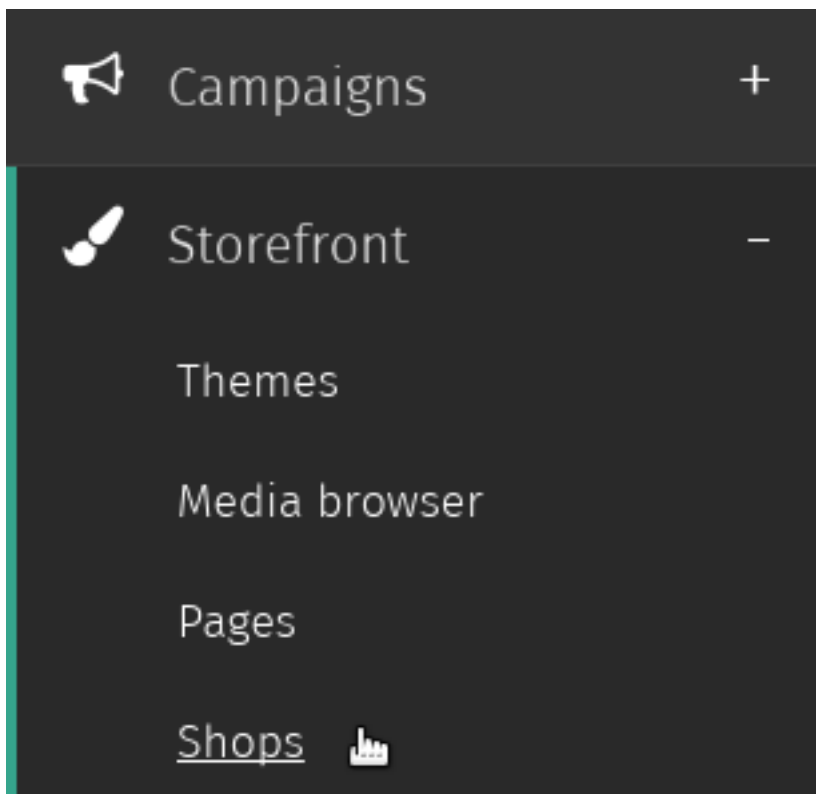 Campaigns +
Storefront −
Themes
Media browser
Pages
Shops